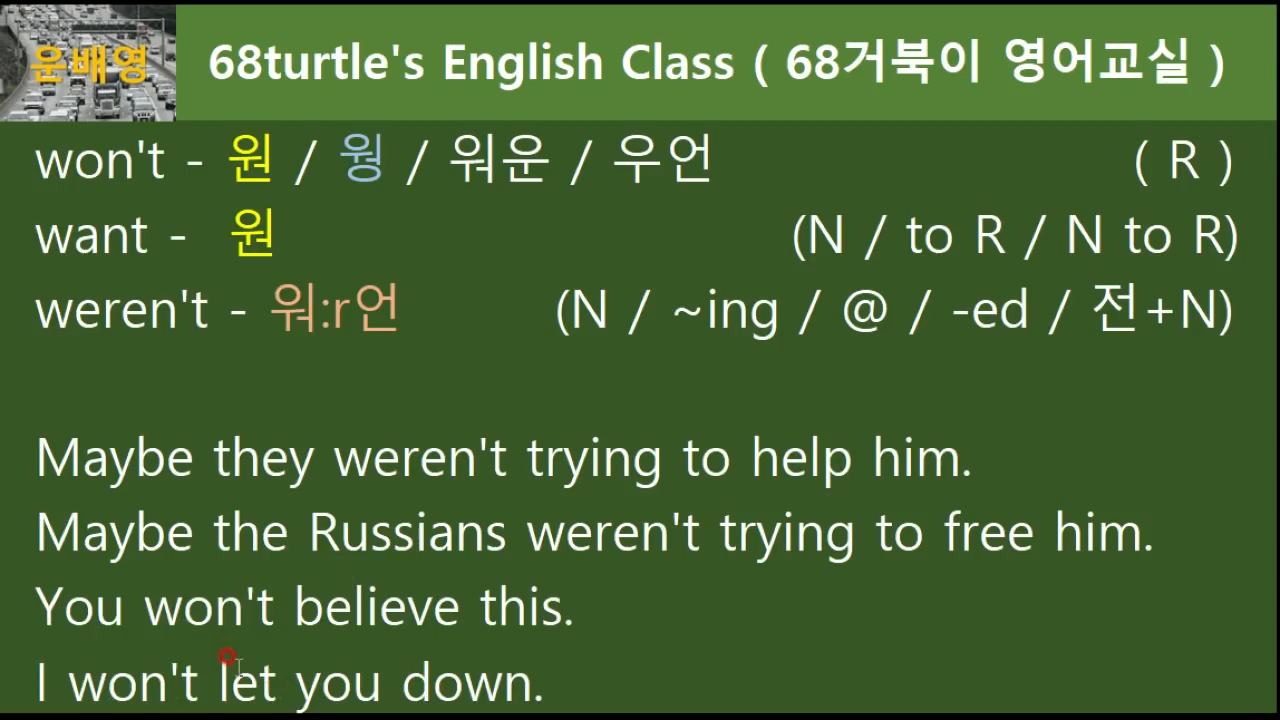 운배영
68turtle's English Class ( 68거북이 영어교실 )
won't - 원 / 웡 / 워운 / 우언 ( R )
want - 원 (N / to R / N to R)
weren't - 워:r언 (N / ~ing / @ / -ed / 전+N)
Maybe they weren't trying to help him.
Maybe the Russians weren't trying to free him.
You won't believe this.
I won't let you down.